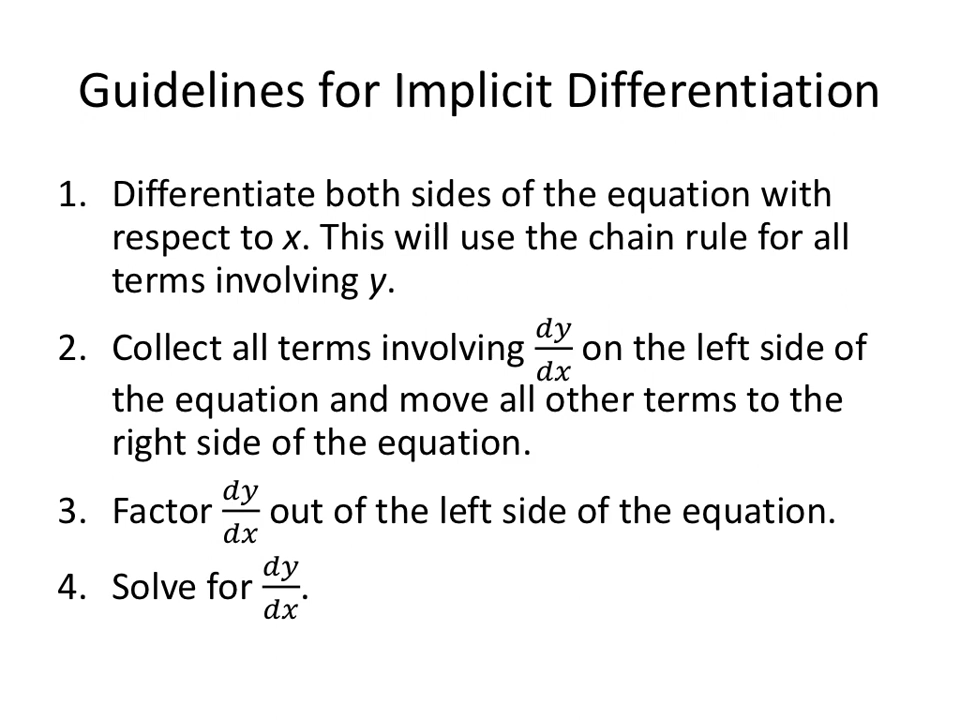 Guidelines for Implicit Differentiation
1. Differentiate both sides of the equation with
respect to x. This will use the chain rule for all
terms involving y.
2. Collect all terms involving dy/dx on the left side of
the equation and move all other terms to the
right side of the equation.
3. Factor dy/dx out of the left side of the equation.
4. Solve for dy/dx.